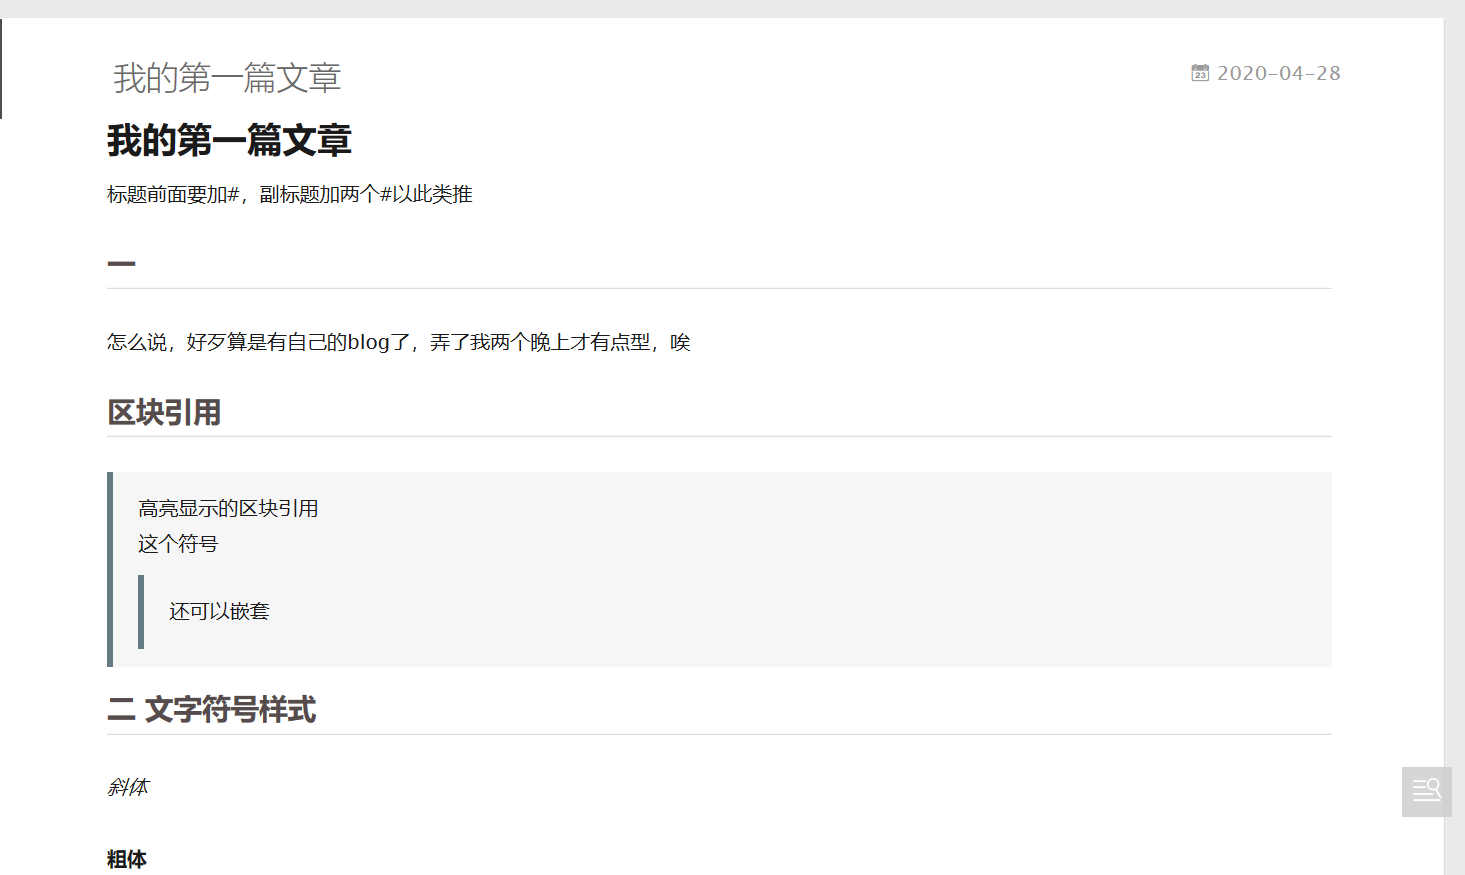 我的第一篇文章
2020-04-28
我的第一篇文章
标题前面要加#，副标题加两个#以此类推
一
怎么说，好歹算是有自己的blog了，弄了我两个晚上才有点型，唉
区块引用
高亮显示的区块引用
这个符号
还可以嵌套
二 文字符号样式
斜体
粗体